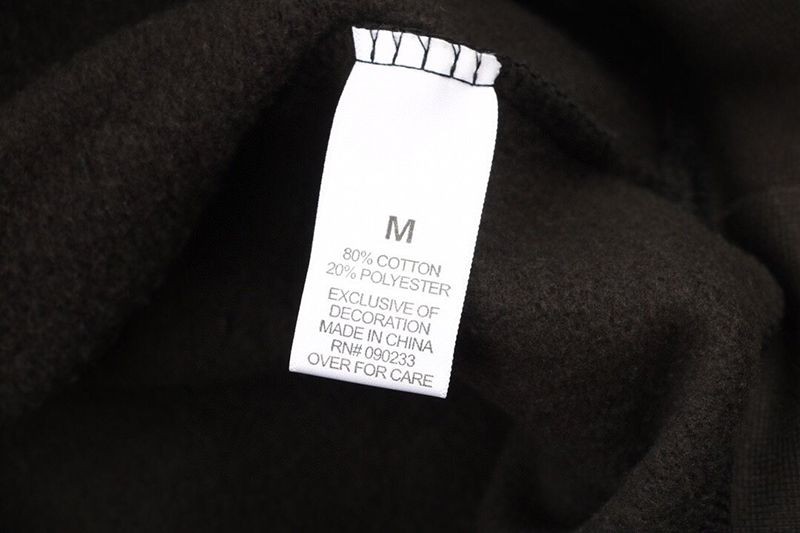 M
80% COTTON
20% POLYESTER
EXCLUSIVE OF
DECORATION
MADE IN CHINA
RN# 090233
OVER FOR CARE